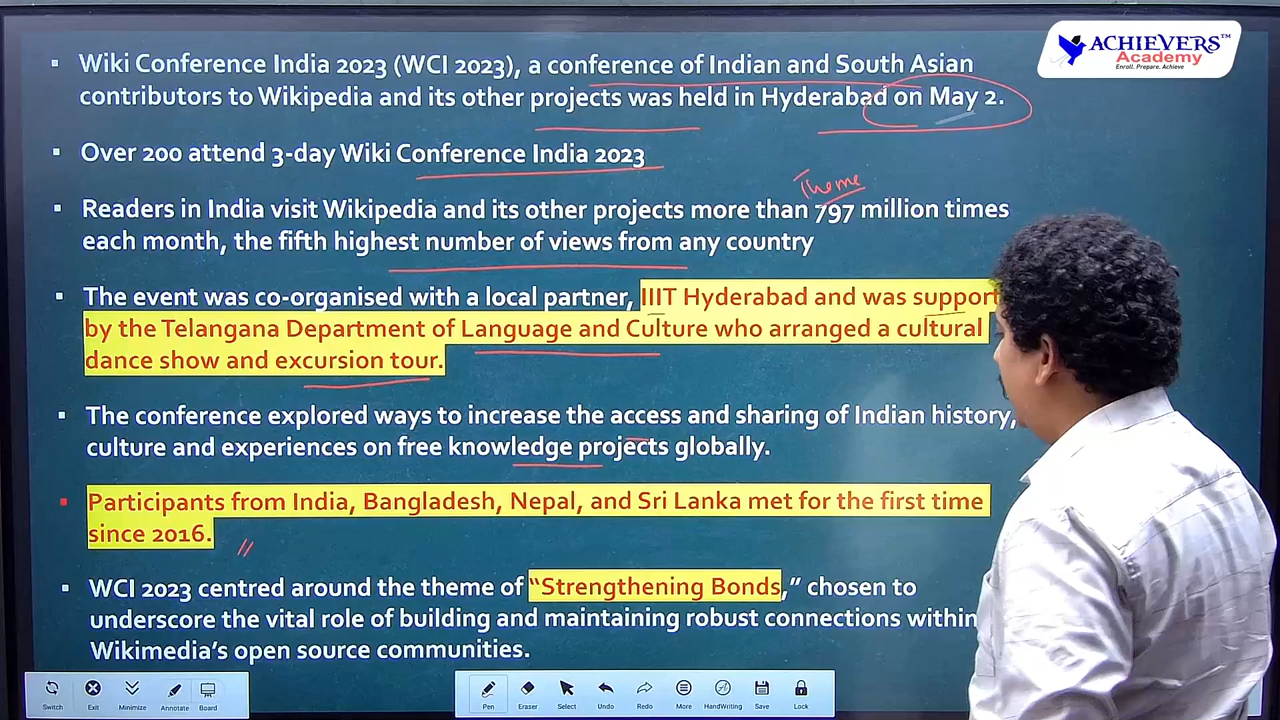 ACHIEVERS™
Academy
Enroll. Prepare. Achieve
▪ Wiki Conference India 2023 (WCI 2023), a conference of Indian and South Asian
contributors to Wikipedia and its other projects was held in Hyderabad on May 2.
▪ Over 200 attend 3-day Wiki Conference India 2023
Theme
▪ Readers in India visit Wikipedia and its other projects more than 797 million times
each month, the fifth highest number of views from any country
▪ The event was co-organised with a local partner, IIIT Hyderabad and was support
by the Telangana Department of Language and Culture who arranged a cultural
dance show and excursion tour.
▪ The conference explored ways to increase the access and sharing of Indian history,
culture and experiences on free knowledge projects globally.
▪ Participants from India, Bangladesh, Nepal, and Sri Lanka met for the first time
since 2016.
▪ WCI 2023 centred around the theme of “Strengthening Bonds,” chosen to
underscore the vital role of building and maintaining robust connections within
Wikimedia’s open source communities.
Switch Exit Minimize Annotate Board Pen Eraser Select Undo Redo More HandWriting Save Lock